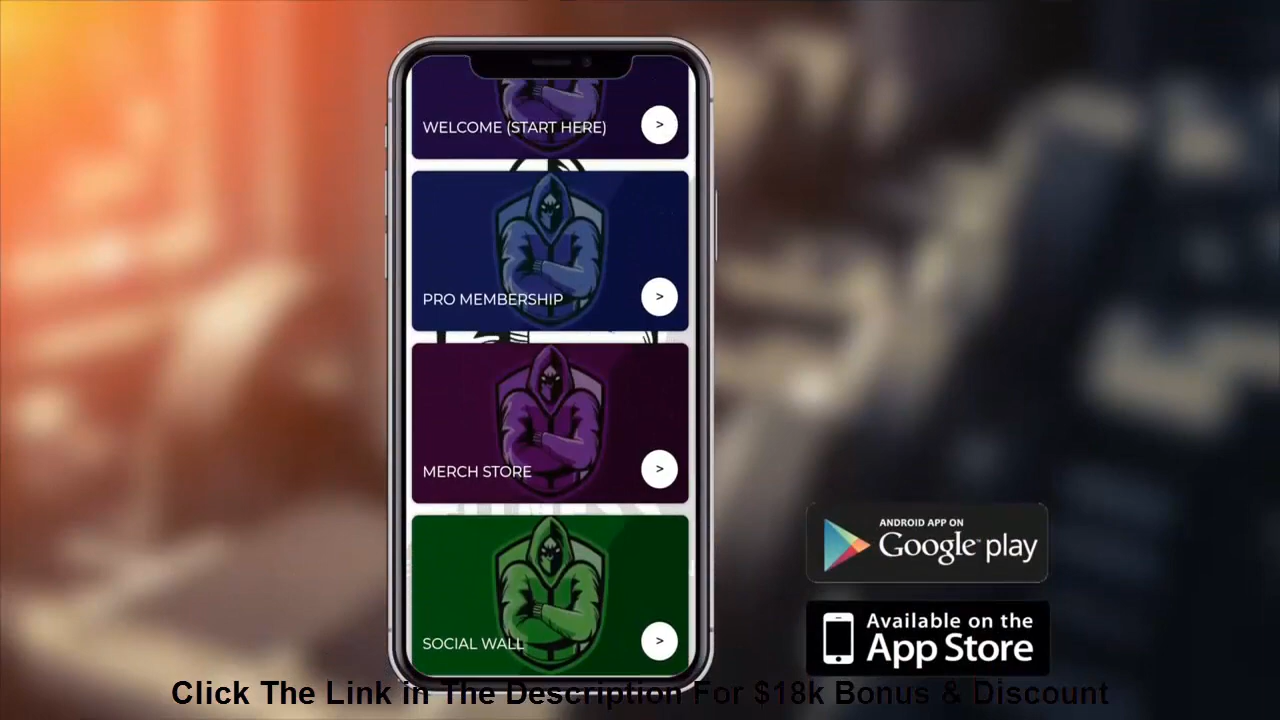 WELCOME (START HERE)
>
PRO MEMBERSHIP
>
MERCH STORE
>
SOCIAL WALL
>
ANDROID APP ON
Google play
Available on the
App Store
Click The Link in The Description For $18k Bonus & Discount